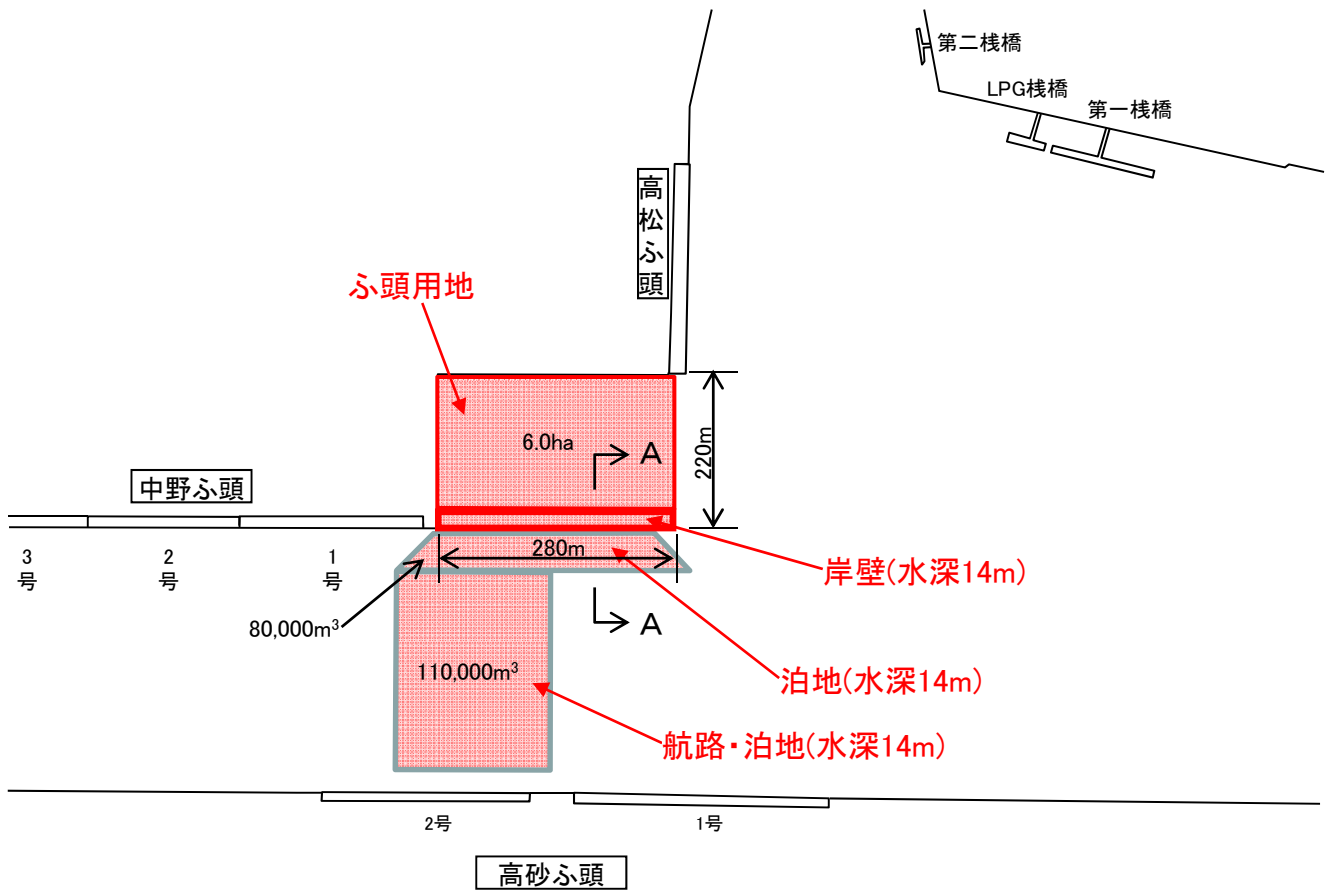 第二桟橋
LPG桟橋
第一桟橋
高松ふ頭
ふ頭用地
6.0ha
A
220m
中野ふ頭
3号
2号
1号
280m
岸壁(水深14m)
80,000m³
A
110,000m³
泊地(水深14m)
航路・泊地(水深14m)
2号
1号
高砂ふ頭